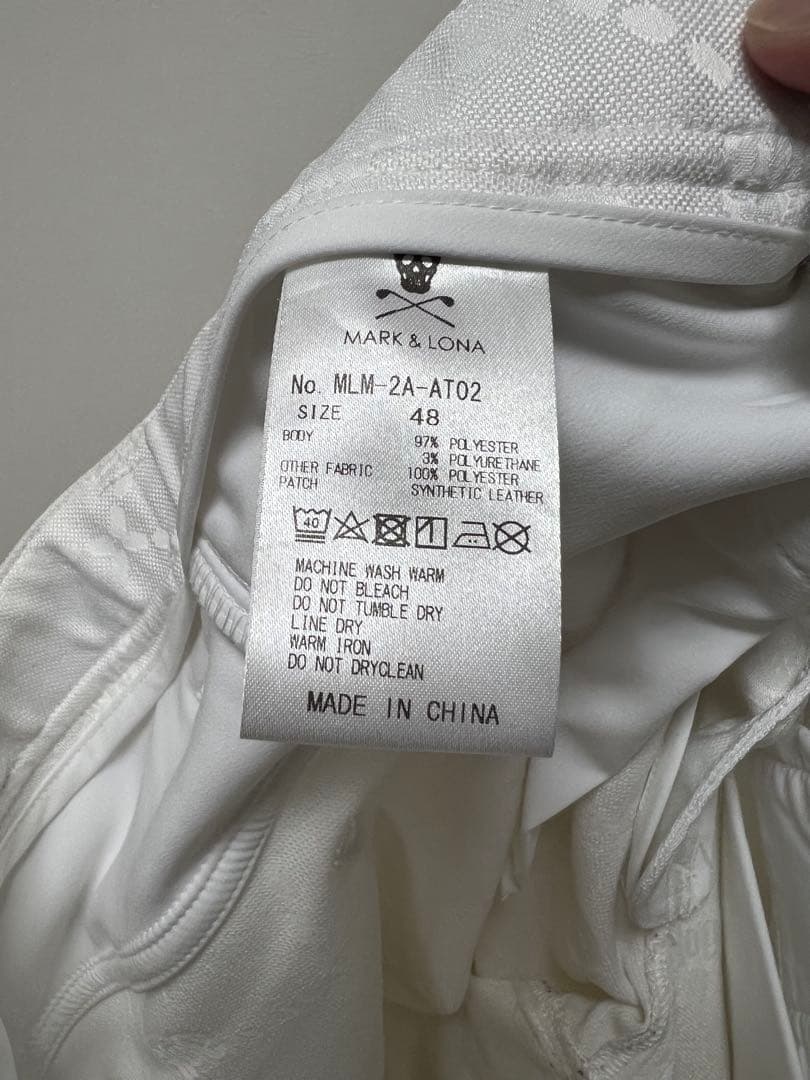 MARK & LONA
No. MLM-2A-AT02
SIZE 48
BODY 97% POLYESTER
3% POLYURETHANE
OTHER FABRIC 100% POLYESTER
PATCH SYNTHETIC LEATHER
40
MACHINE WASH WARM
DO NOT BLEACH
DO NOT TUMBLE DRY
LINE DRY
WARM IRON
DO NOT DRYCLEAN
MADE IN CHINA